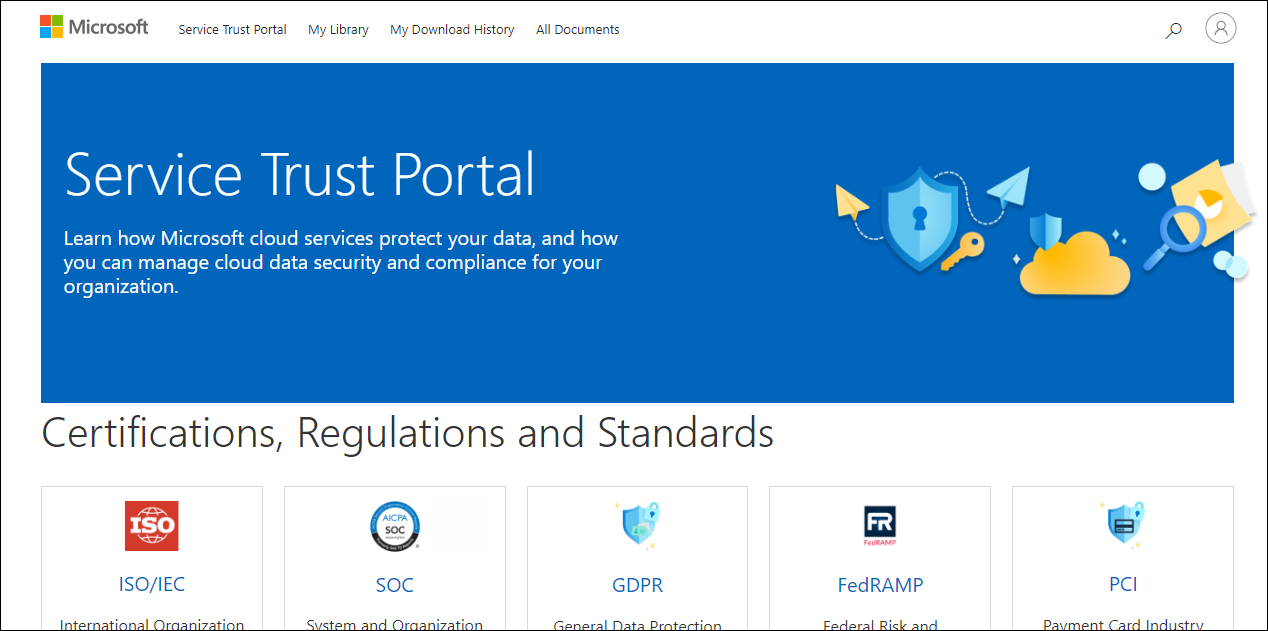 Microsoft
Service Trust Portal
My Library
My Download History
All Documents
Service Trust Portal
Learn how Microsoft cloud services protect your data, and how
you can manage cloud data security and compliance for your
organization.
Certifications, Regulations and Standards
ISO
AICPA
SOC
FR
FedRAMP
ISO/IEC
SOC
GDPR
FedRAMP
PCI
International Organization
System and Organization
General Data Protection
Federal Risk and
Payment Card Industry